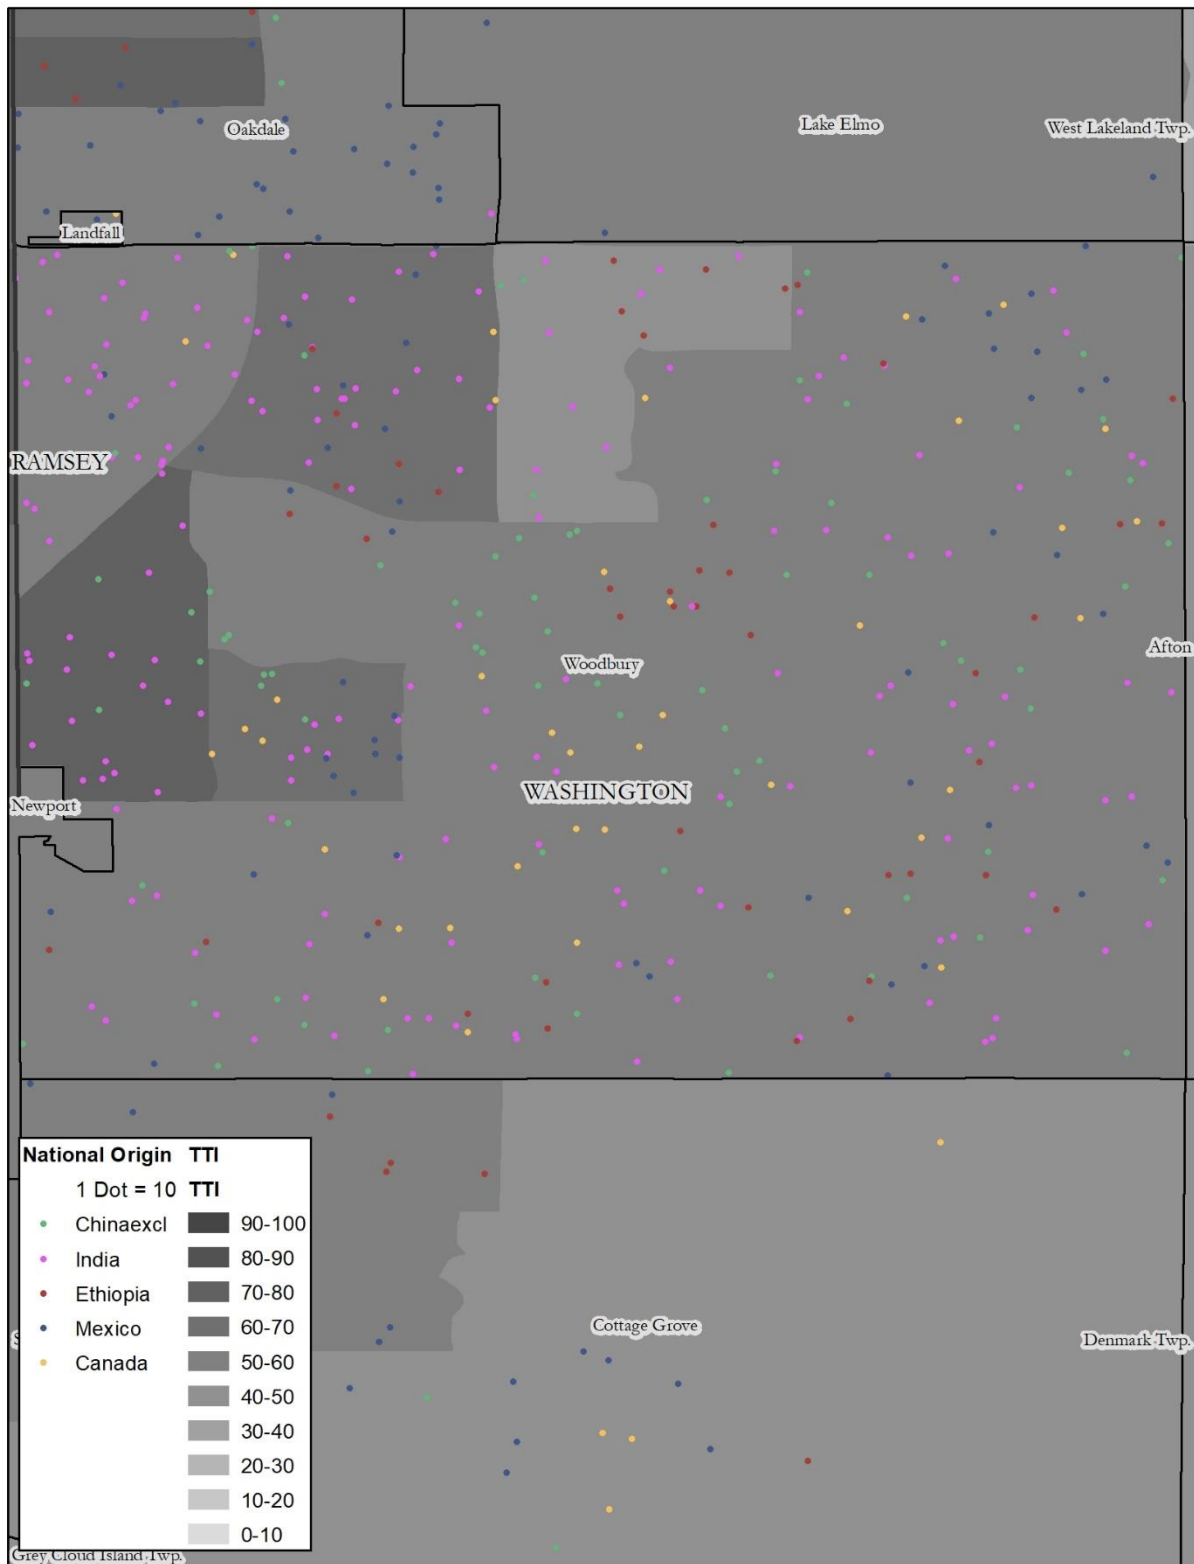 Oakdale
Lake Elmo
West Lakeland Twp.
Landfall
RAMSEY
Woodbury
Afton
WASHINGTON
Newport
National Origin TTI
1 Dot = 10 TTI
Chinaexcl 90-100
India 80-90
Ethiopia 70-80
Mexico 60-70
Canada 50-60
40-50
30-40
20-30
10-20
0-10
Cottage Grove
Denmark Twp.
Grey Cloud Island Twp.